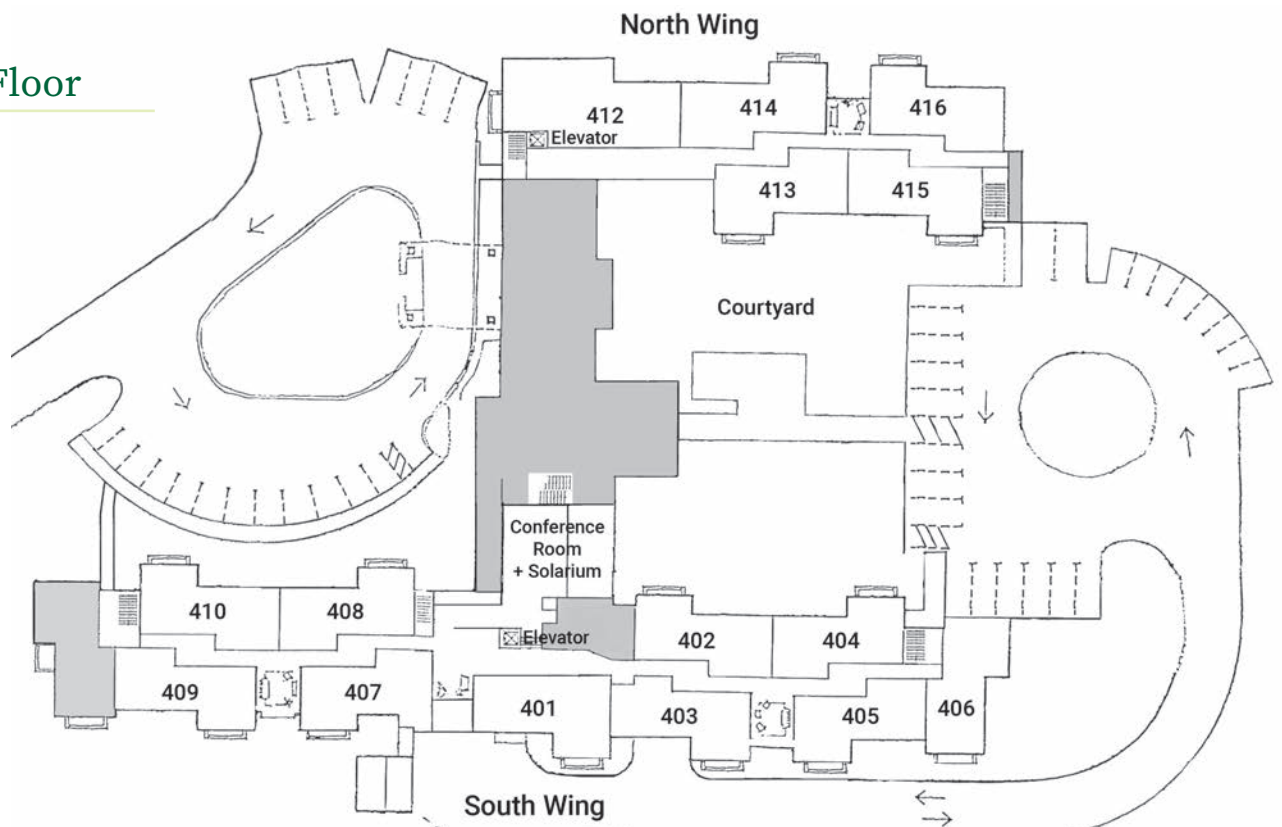 North Wing
Floor
412
414
416
Elevator
413
415
Courtyard
Conference
Room
+ Solarium
410
408
Elevator
402
404
409
407
401
403
405
406
South Wing